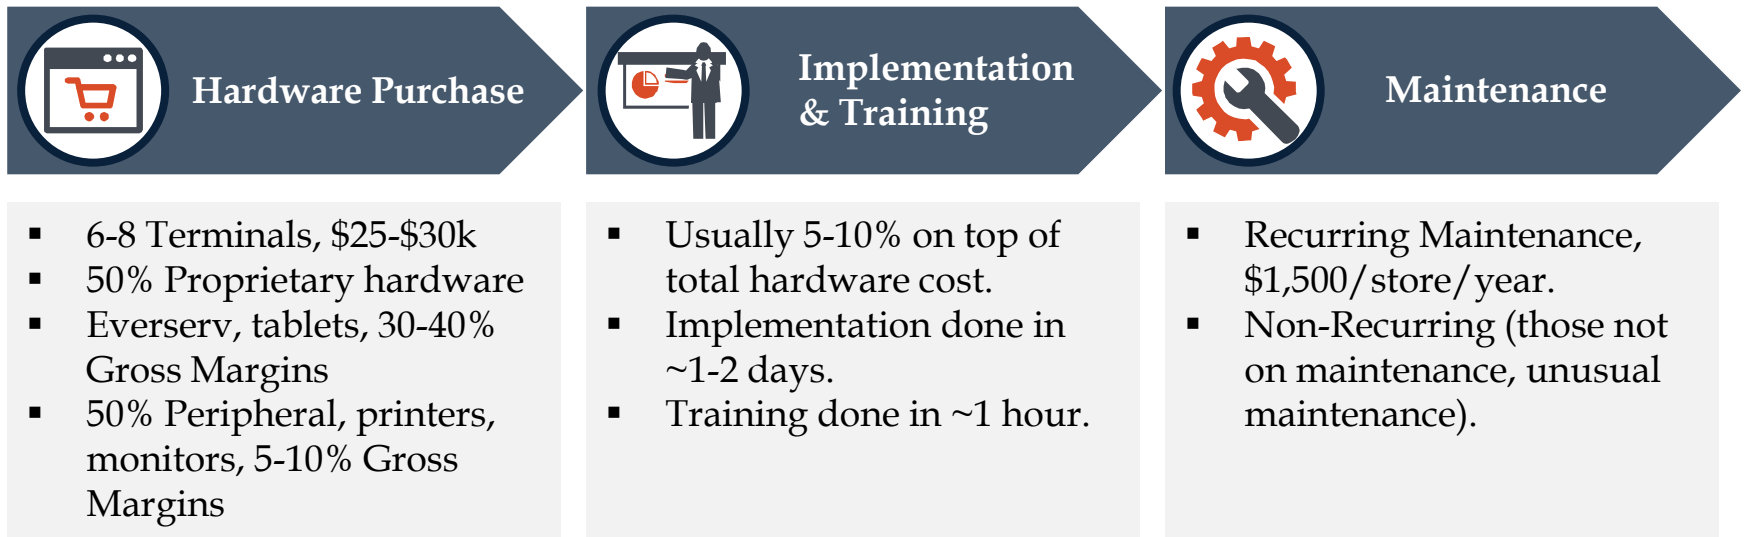 Hardware Purchase
▪ 6-8 Terminals, $25-$30k
▪ 50% Proprietary hardware
▪ Everserv, tablets, 30-40%
Gross Margins
▪ 50% Peripheral, printers,
monitors, 5-10% Gross
Margins
Implementation
& Training
▪ Usually 5-10% on top of
total hardware cost.
▪ Implementation done in
~1-2 days.
▪ Training done in ~1 hour.
Maintenance
▪ Recurring Maintenance,
$1,500/store/year.
▪ Non-Recurring (those not
on maintenance, unusual
maintenance).